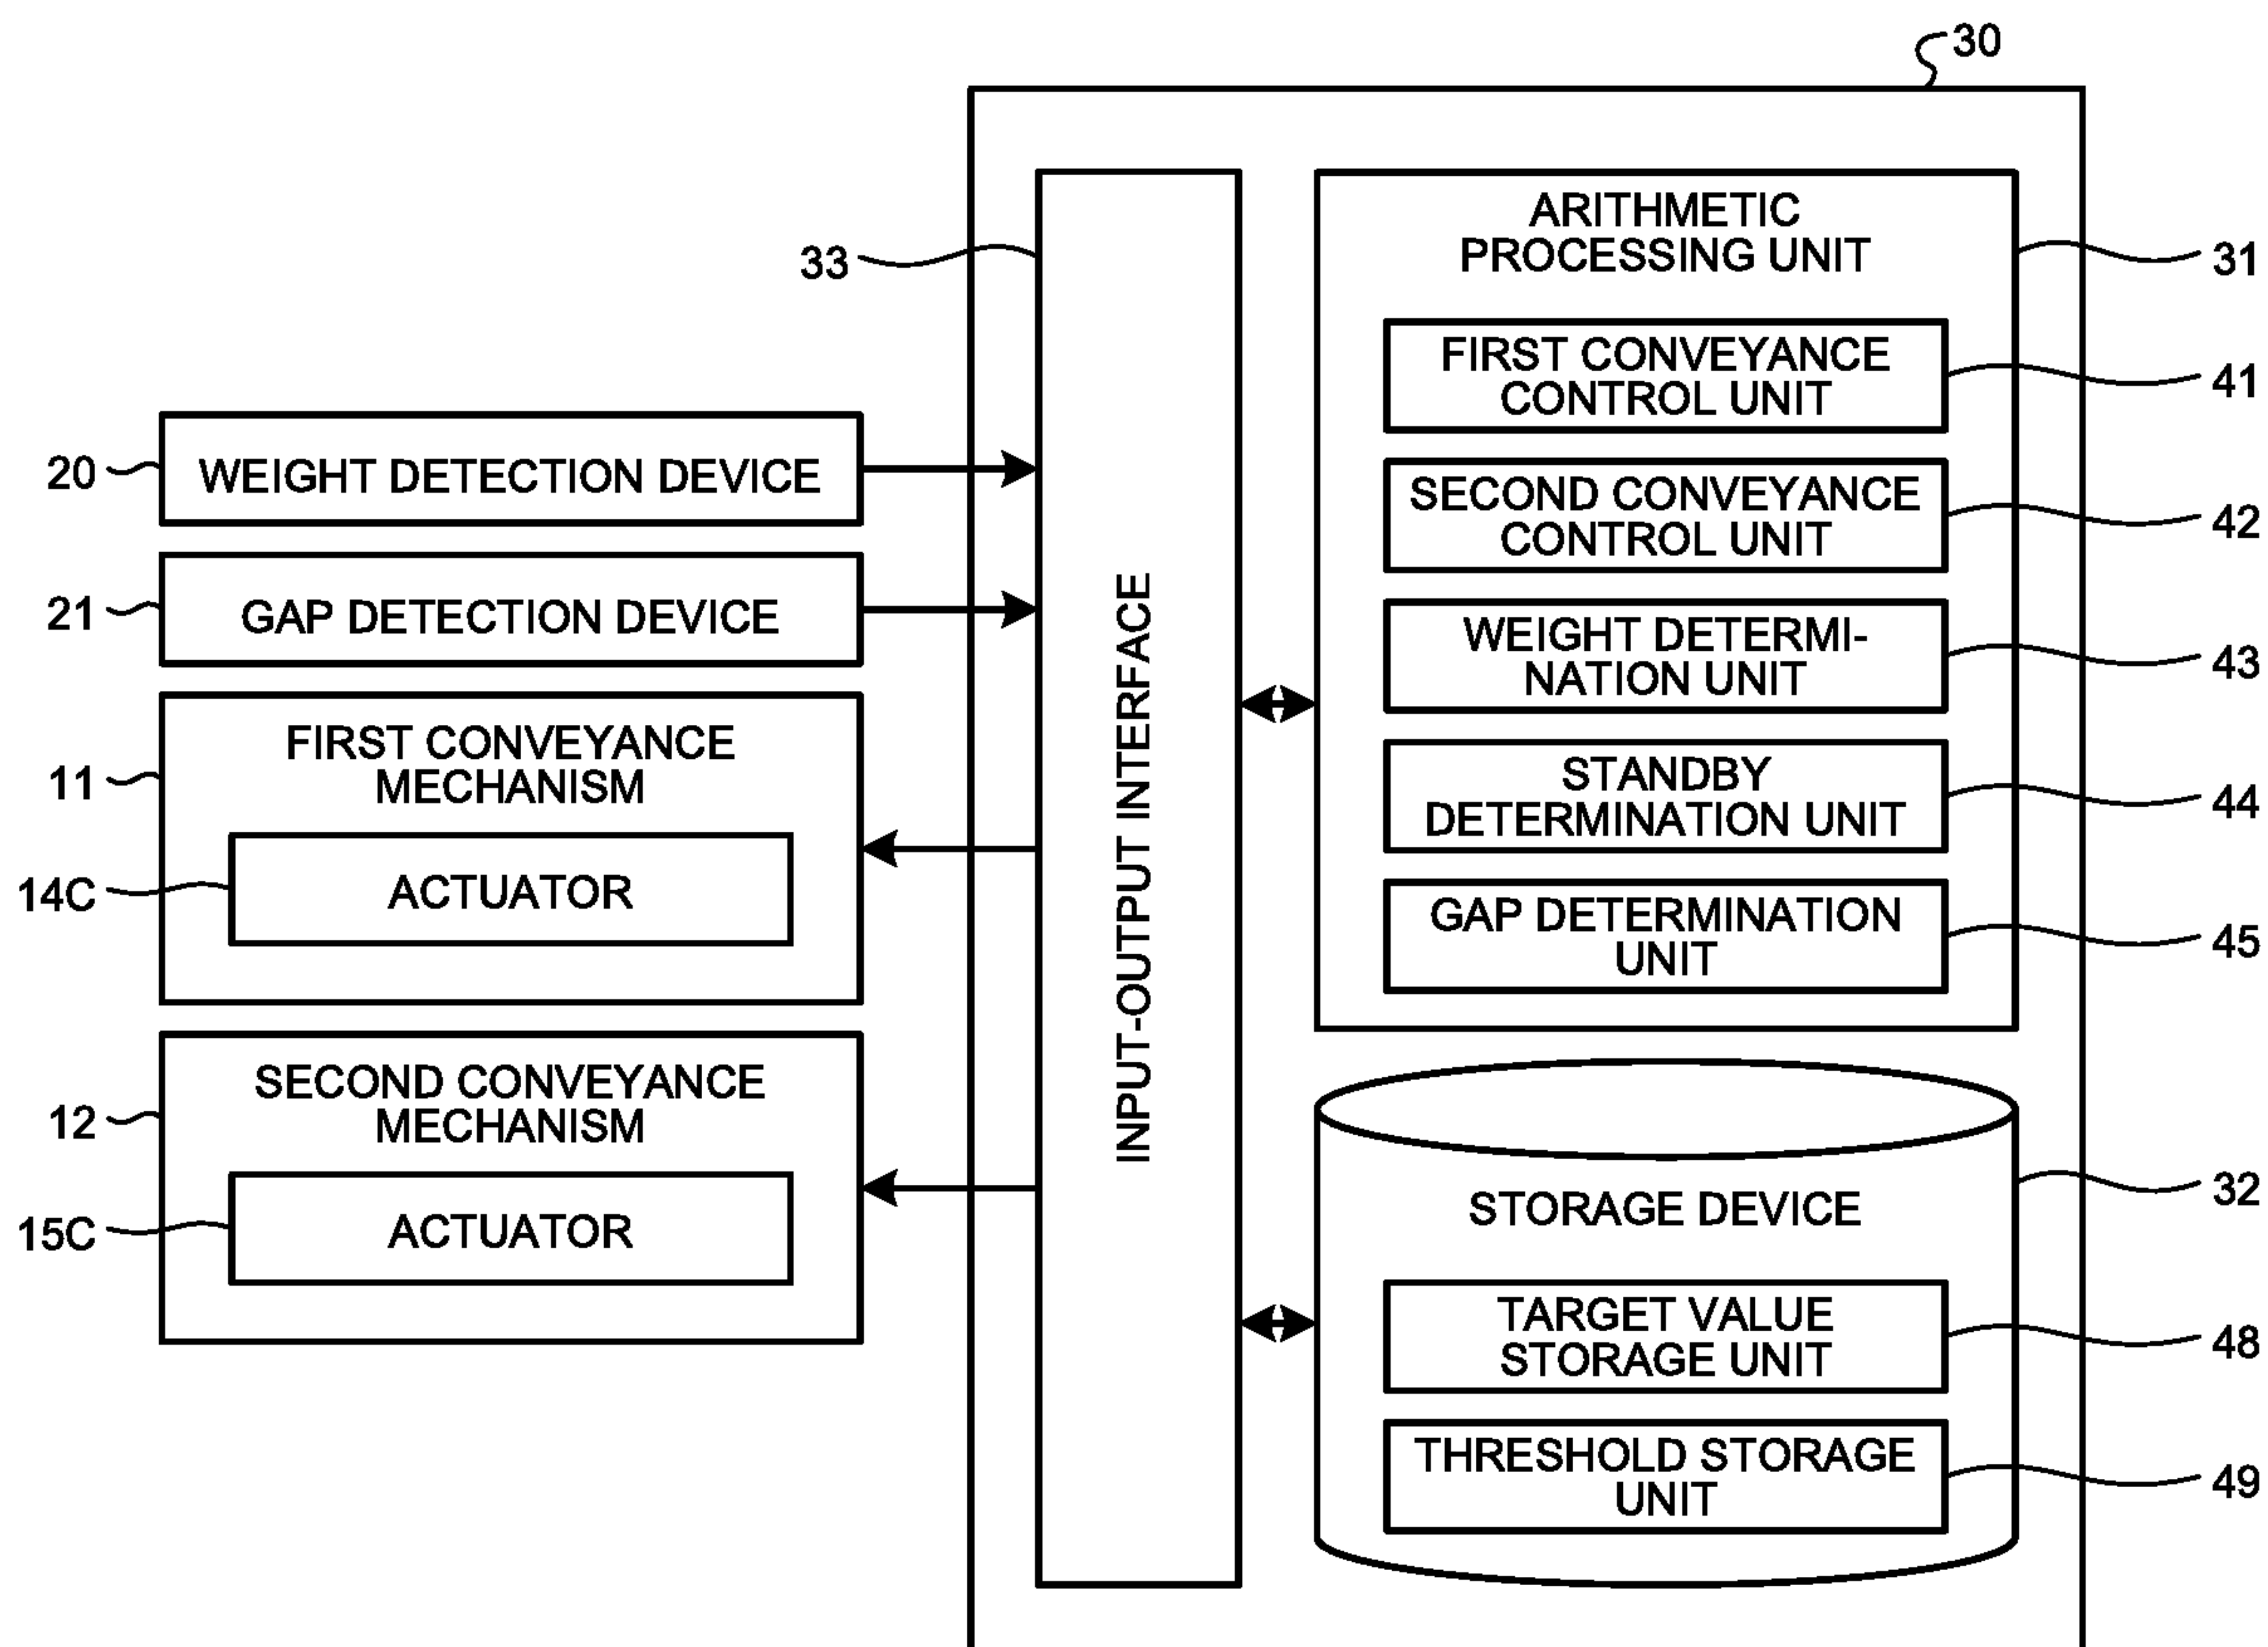 30
33
ARITHMETIC
PROCESSING UNIT
31
FIRST CONVEYANCE
CONTROL UNIT
41
20
WEIGHT DETECTION DEVICE
SECOND CONVEYANCE
CONTROL UNIT
42
21
GAP DETECTION DEVICE
WEIGHT DETERMI-
NATION UNIT
43
INPUT-OUTPUT INTERFACE
11
FIRST CONVEYANCE
MECHANISM
STANDBY
DETERMINATION UNIT
44
14C
ACTUATOR
GAP DETERMINATION
UNIT
45
12
SECOND CONVEYANCE
MECHANISM
15C
ACTUATOR
STORAGE DEVICE
32
TARGET VALUE
STORAGE UNIT
48
THRESHOLD STORAGE
UNIT
49